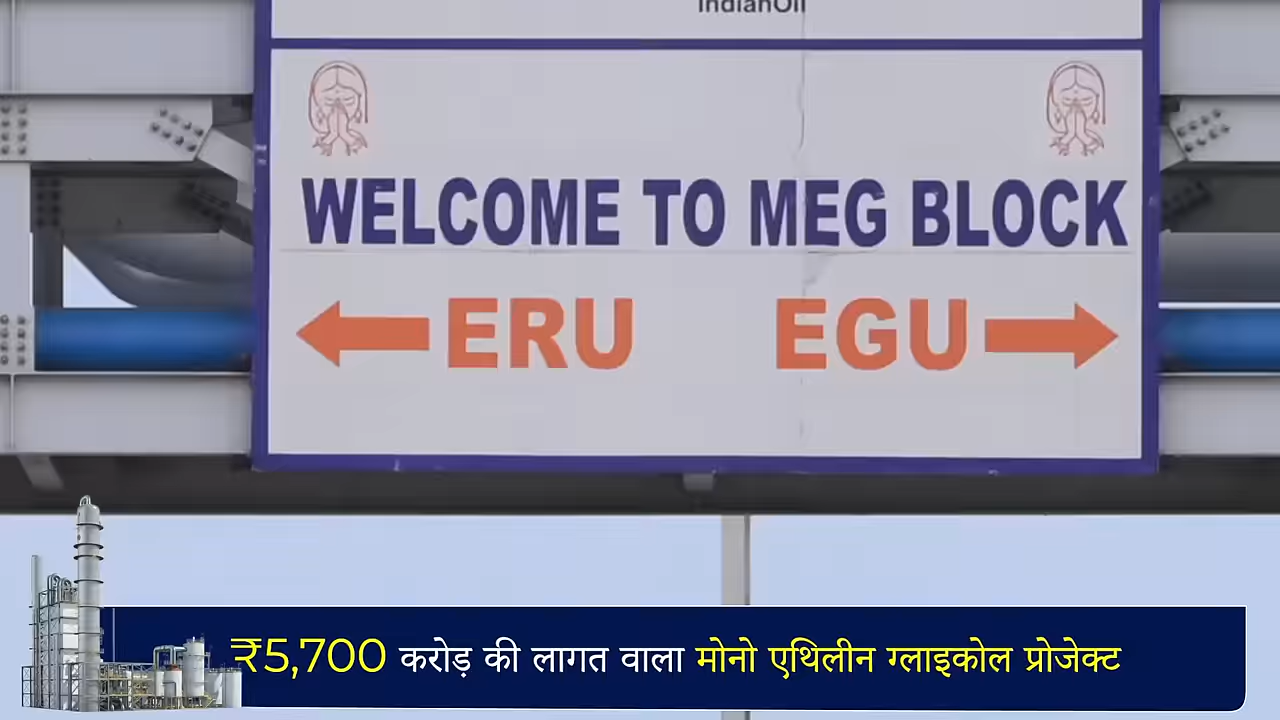 IndianOil
WELCOME TO MEG BLOCK
ERU EGU
₹5,700 करोड़ की लागत वाला मोनो एथिलीन ग्लाइकोल प्रोजेक्ट